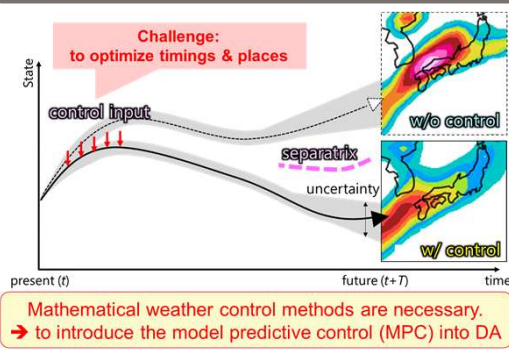 Challenge:
to optimize timings & places
State
control input
w/o control
separatrix
uncertainty
w/ control
present (t)
future (t+T)
time
Mathematical weather control methods are necessary.
➔ to introduce the model predictive control (MPC) into DA